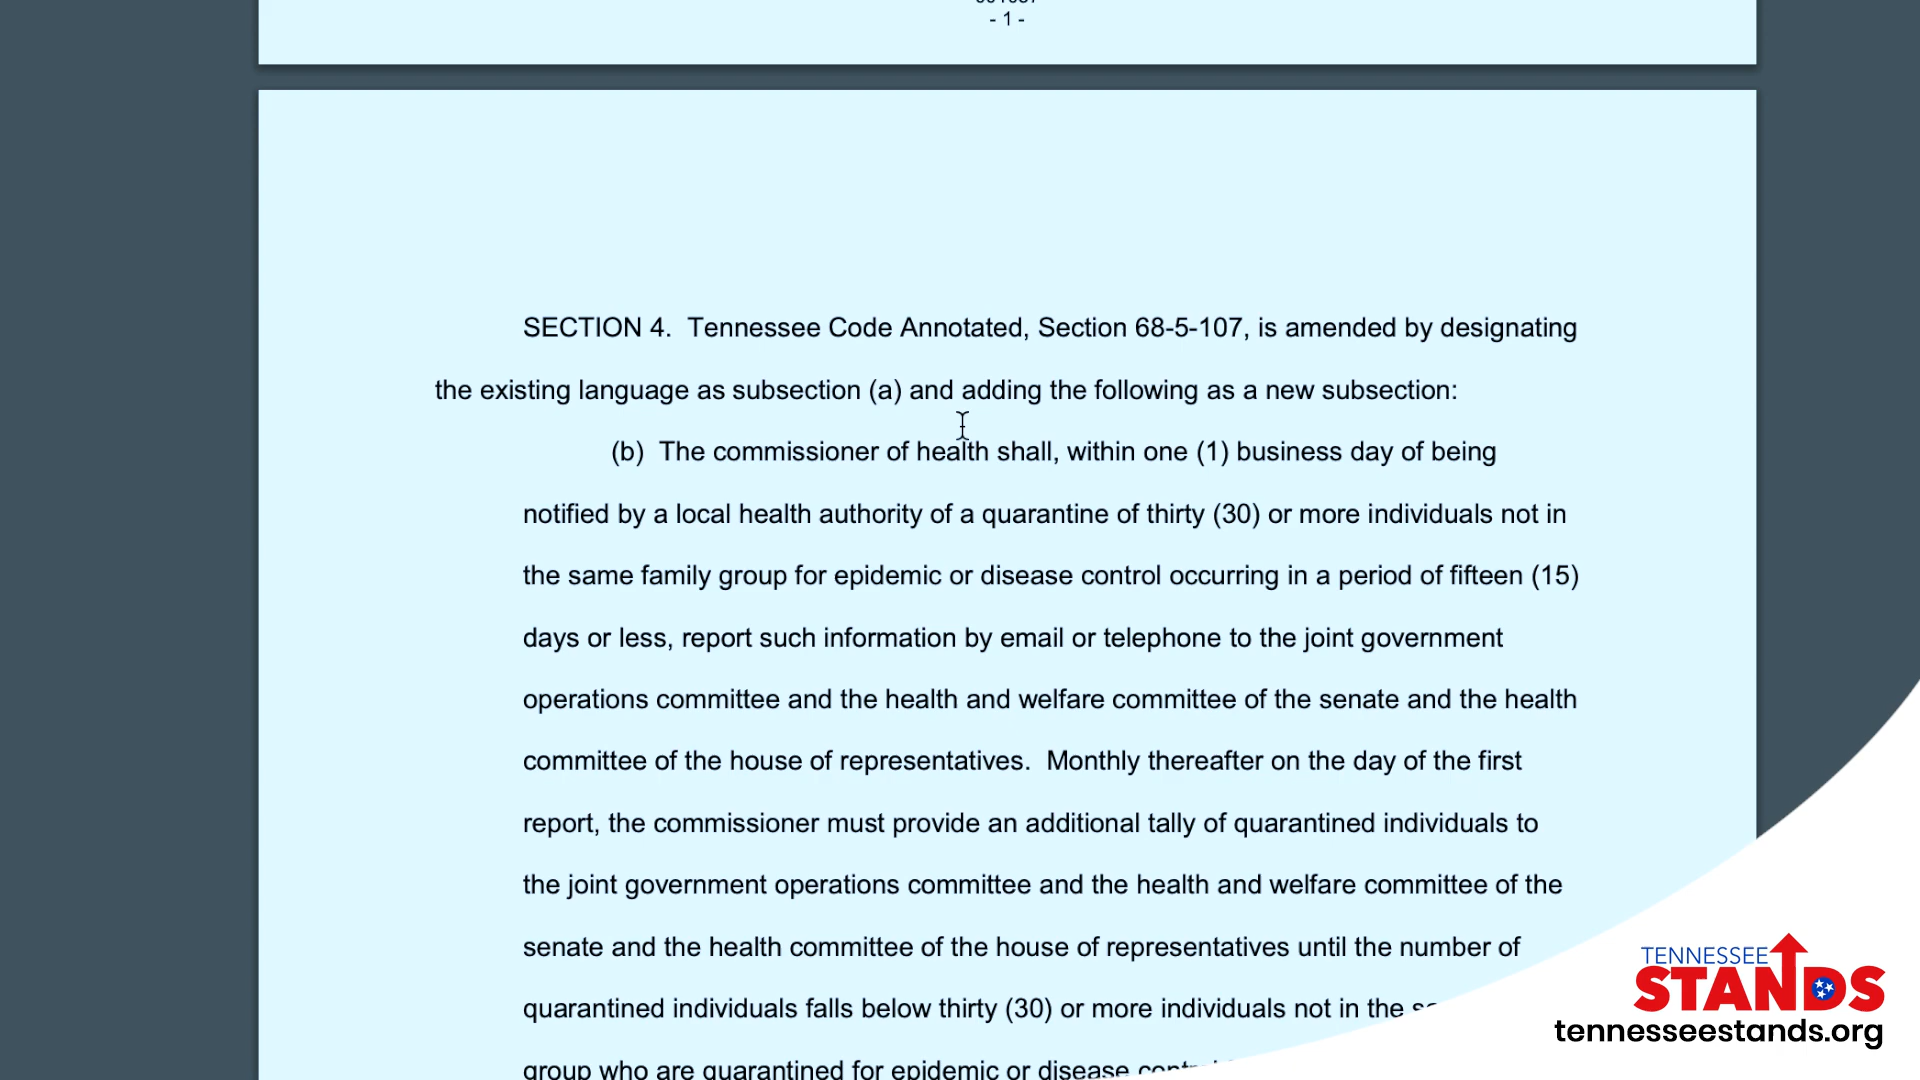 - 1 -
SECTION 4. Tennessee Code Annotated, Section 68-5-107, is amended by designating
the existing language as subsection (a) and adding the following as a new subsection:
(b) The commissioner of health shall, within one (1) business day of being
notified by a local health authority of a quarantine of thirty (30) or more individuals not in
the same family group for epidemic or disease control occurring in a period of fifteen (15)
days or less, report such information by email or telephone to the joint government
operations committee and the health and welfare committee of the senate and the health
committee of the house of representatives. Monthly thereafter on the day of the first
report, the commissioner must provide an additional tally of quarantined individuals to
the joint government operations committee and the health and welfare committee of the
senate and the health committee of the house of representatives until the number of
quarantined individuals falls below thirty (30) or more individuals not in the
group who are quarantined for epidemic or disease
TENNESSEE
STANDS
tennesseestands.org